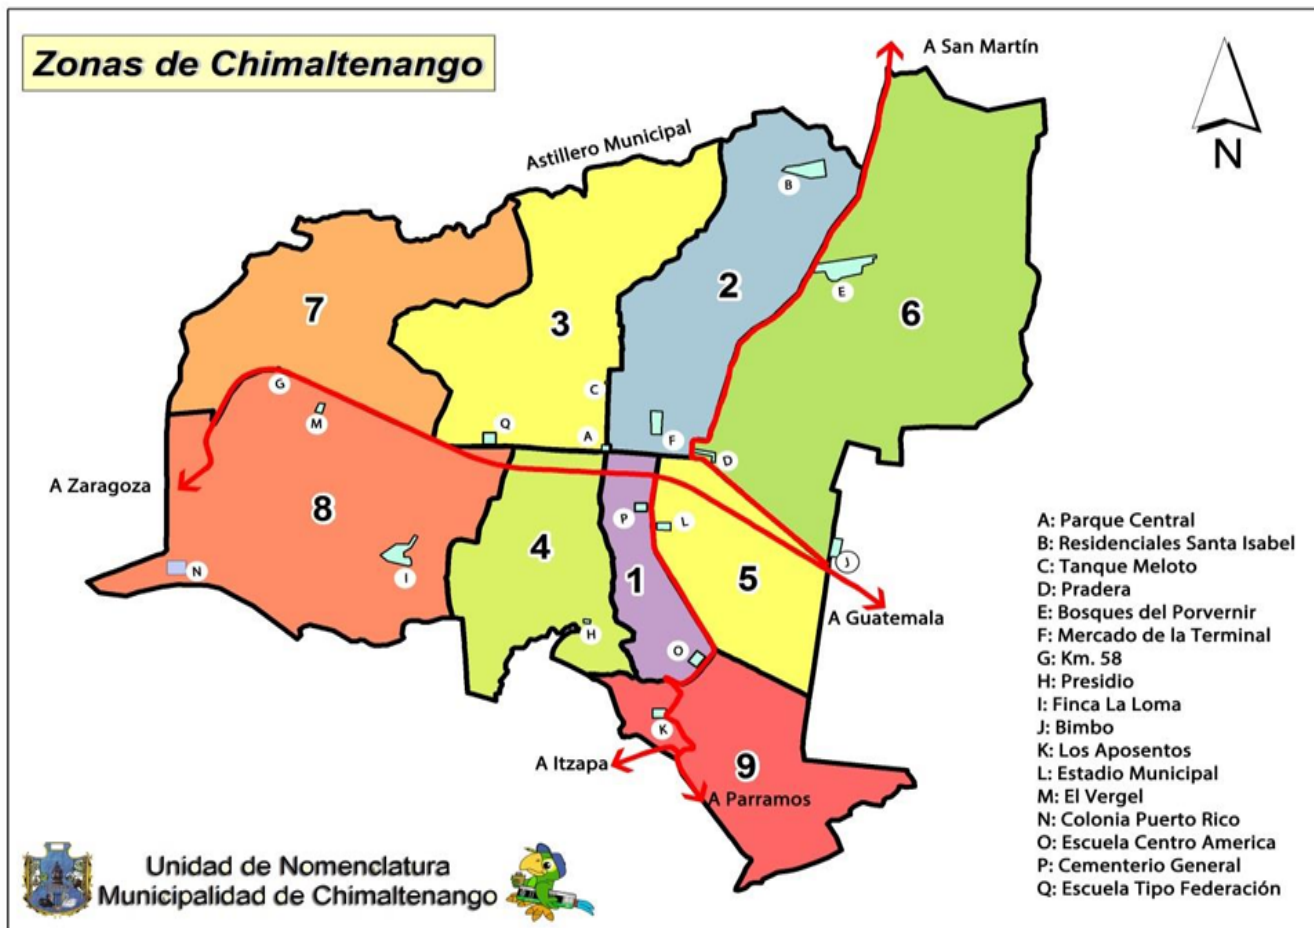 Zonas de Chimaltenango
A San Martín
N
Astillero Municipal
B
2
E
6
7
3
C
G
M
Q
A
F
D
A Zaragoza
8
P
L
4
1
5
J
N
I
H
O
A Guatemala
K
A Itzapa
9
A Parramos
A: Parque Central
B: Residenciales Santa Isabel
C: Tanque Meloto
D: Pradera
E: Bosques del Porvernir
F: Mercado de la Terminal
G: Km. 58
H: Presidio
I: Finca La Loma
J: Bimbo
K: Los Aposentos
L: Estadio Municipal
M: El Vergel
N: Colonia Puerto Rico
O: Escuela Centro America
P: Cementerio General
Q: Escuela Tipo Federación
Unidad de Nomenclatura
Municipalidad de Chimaltenango